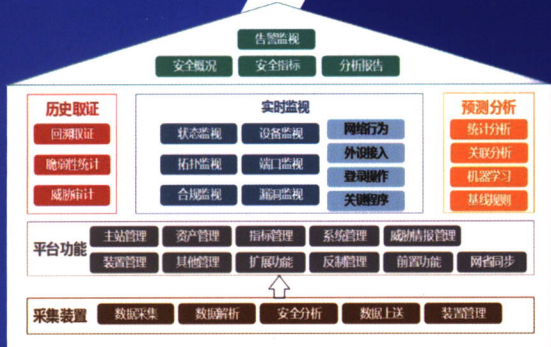 告警监视
安全概况 安全指标 分析报告
历史取证
回溯取证
脆弱性统计
威胁审计
实时监视
状态监视 设备监视 网络行为
外设接入
拓扑监视 端口监视
登录操作
合规监视 漏洞监视
关键程序
预测分析
统计分析
关联分析
机器学习
基线规则
平台功能
主站管理 资产管理 指标管理 系统管理 威胁情报管理
装置管理 其他管理 扩展功能 反制管理 前置功能 网省同步
采集装置 数据采集 数据解析 安全分析 数据上送 装置管理